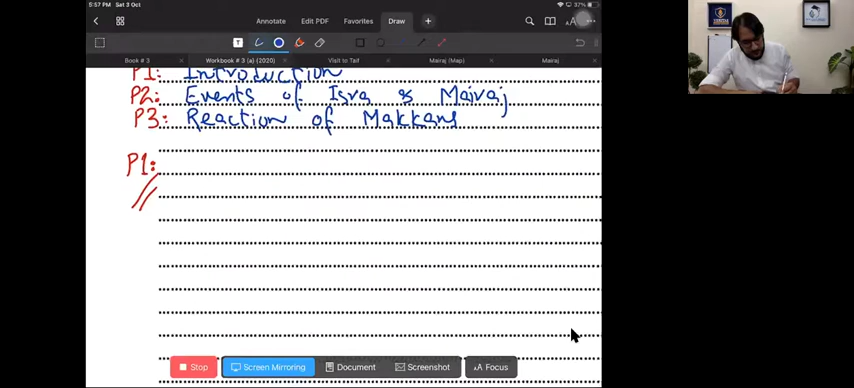 5:57 PM Sat 3 Oct
37%
Annotate Edit PDF Favorites Draw +
AA
T
Book # 3 Workbook # 3 (a) (2020) Visit to Taif Mairaj (Map) Mairaj
P1: Introduction
P2: Events of Isra & Mairaj
P3: Reaction of Makkans
P1:
Stop Screen Mirroring Document Screenshot AA Focus